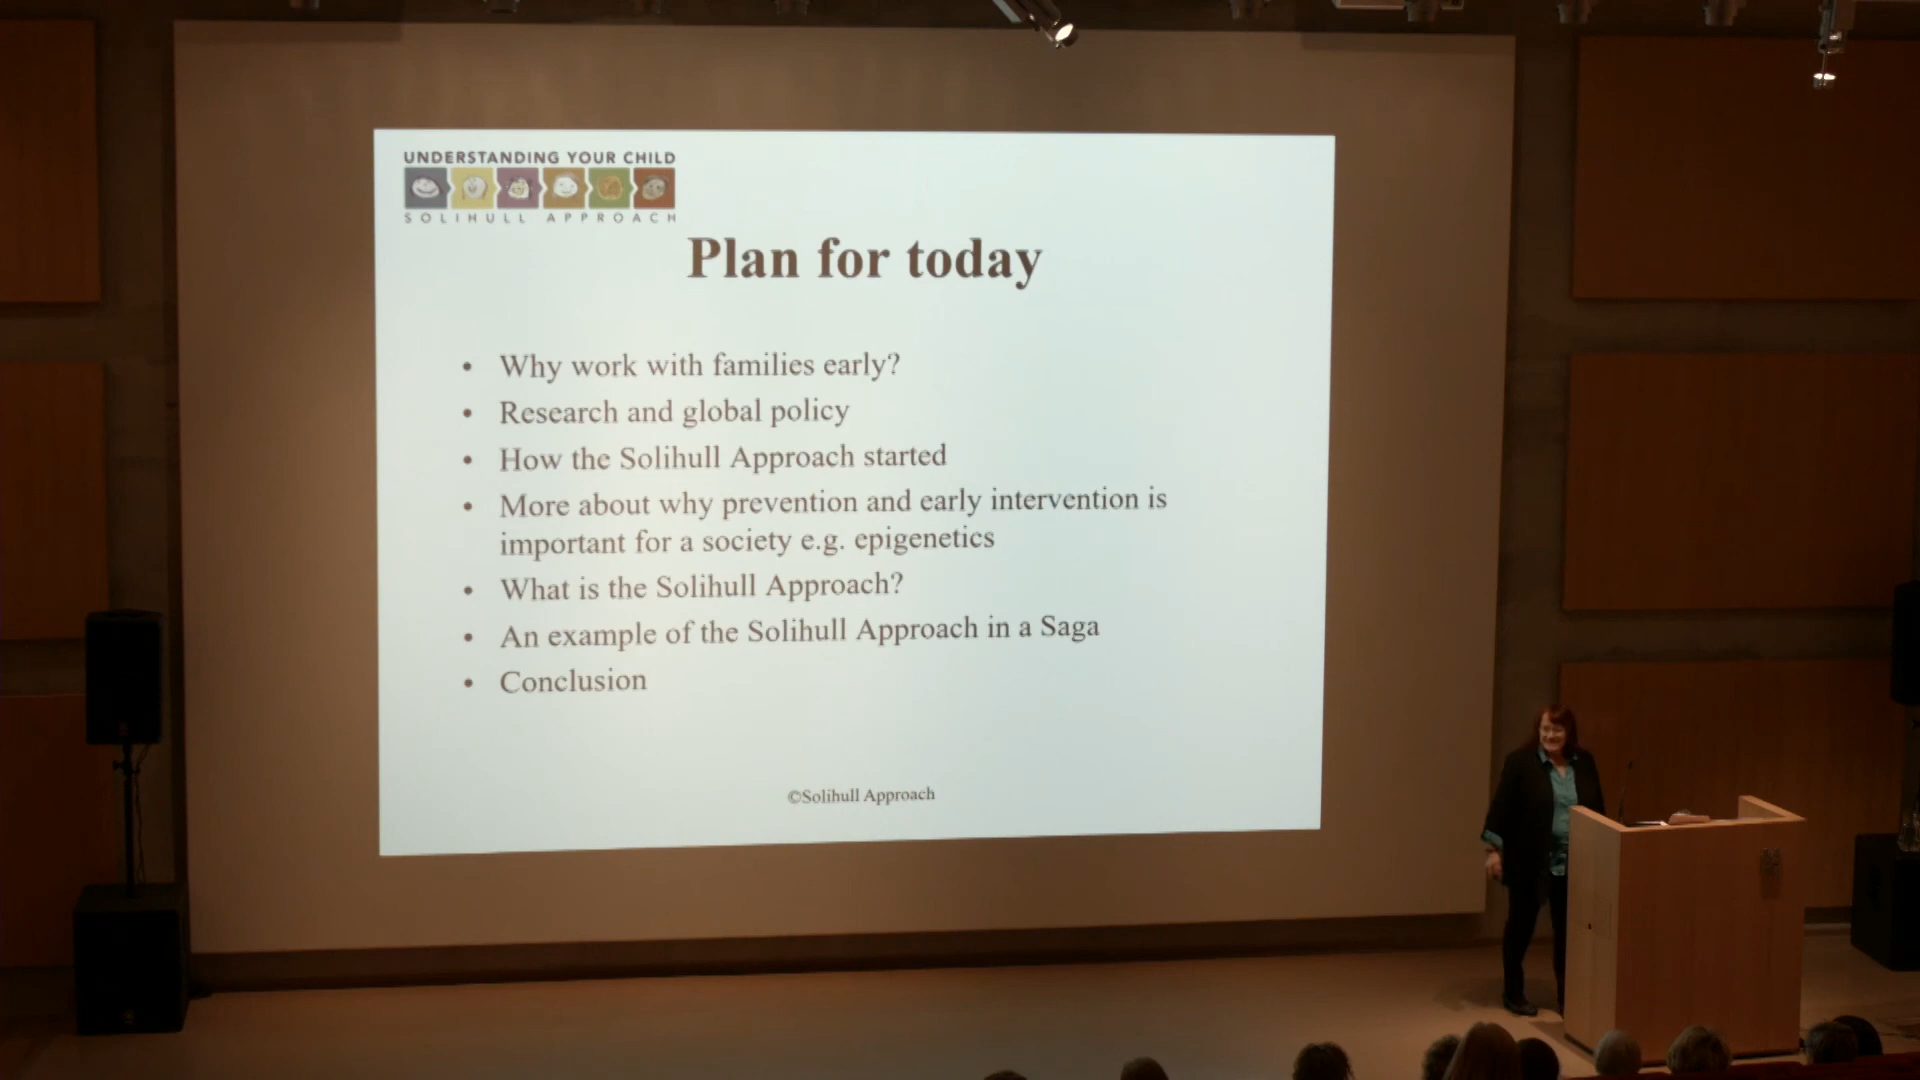 UNDERSTANDING YOUR CHILD
SOLIHULL APPROACH
Plan for today
• Why work with families early?
• Research and global policy
• How the Solihull Approach started
• More about why prevention and early intervention is
important for a society e.g. epigenetics
• What is the Solihull Approach?
• An example of the Solihull Approach in a Saga
• Conclusion
©Solihull Approach